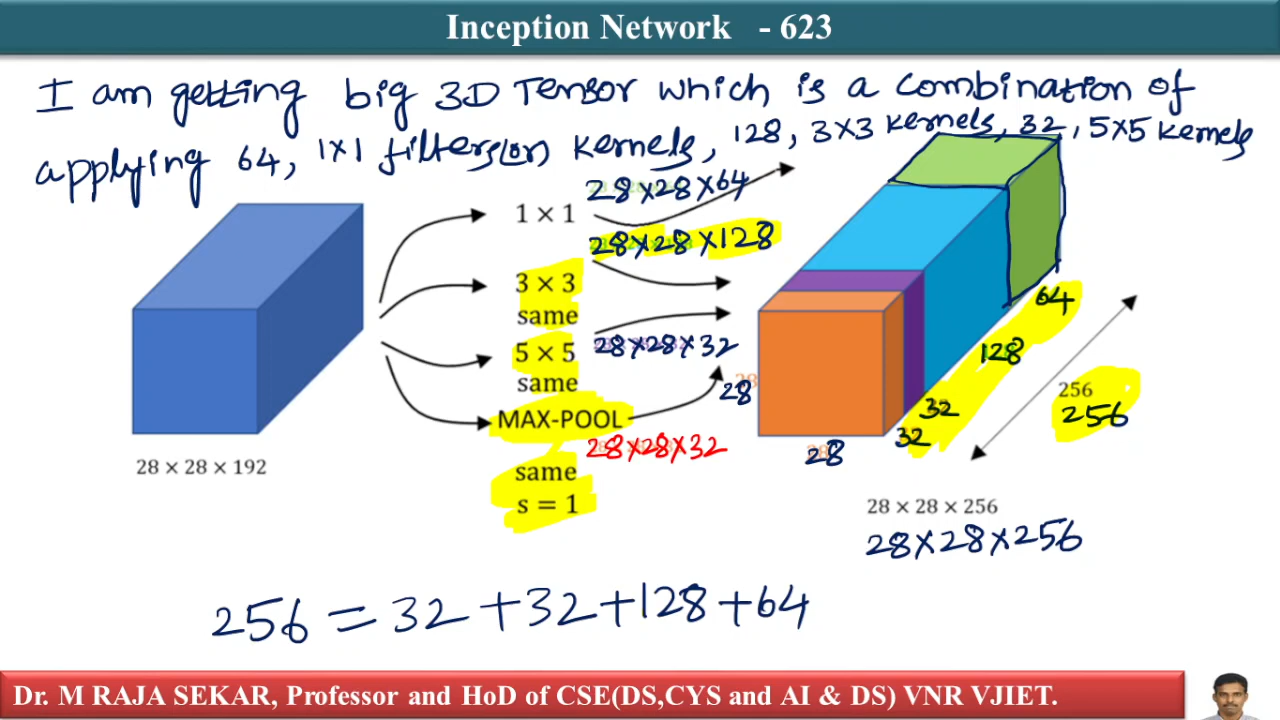 Inception Network - 623
I am getting big 3D Tensor which is a combination of
applying 64, 1x1 filters(or) kernels, 128, 3x3 kernels, 32, 5x5 kernels
28x28x64
1 × 1
28x28x128
3 × 3
same
28x28x32
5 × 5
same
MAX-POOL
28x28x32
same
s = 1
28 × 28 × 192
28
28
32
32
128
64
256
256
28 × 28 × 256
28x28x256
256 = 32 + 32 + 128 + 64
Dr. M RAJA SEKAR, Professor and HoD of CSE(DS,CYS and AI & DS) VNR VJIET.